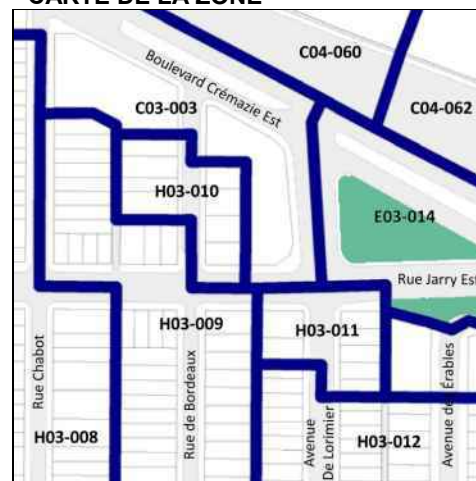 CARTE DE LA ZONE
C04-060
Boulevard Crémazie Est
C03-003
C04-062
H03-010
E03-014
Rue Jarry Est
H03-009
H03-011
Rue Chabot
Rue de Bordeaux
Avenue
De Lorimier
Avenue des Érables
H03-008
H03-012